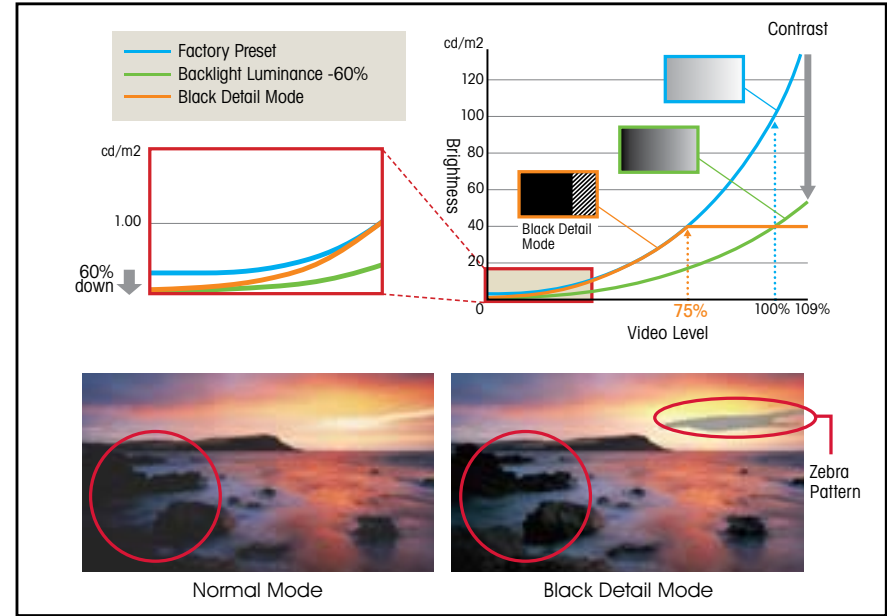 Factory Preset
Backlight Luminance -60%
Black Detail Mode
cd/m2
1.00
60%
down
Contrast
cd/m2
120
100
80
60
40
20
0
Brightness
Black Detail
Mode
75%
100%
109%
Video Level
Zebra
Pattern
Normal Mode
Black Detail Mode